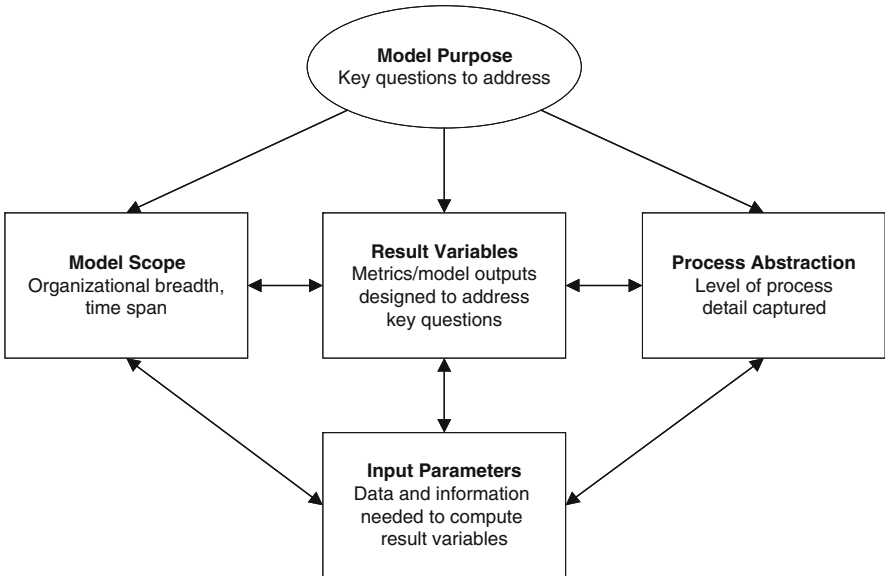 Model Purpose
Key questions to address
Model Scope
Organizational breadth,
time span
Result Variables
Metrics/model outputs
designed to address
key questions
Process Abstraction
Level of process
detail captured
Input Parameters
Data and information
needed to compute
result variables